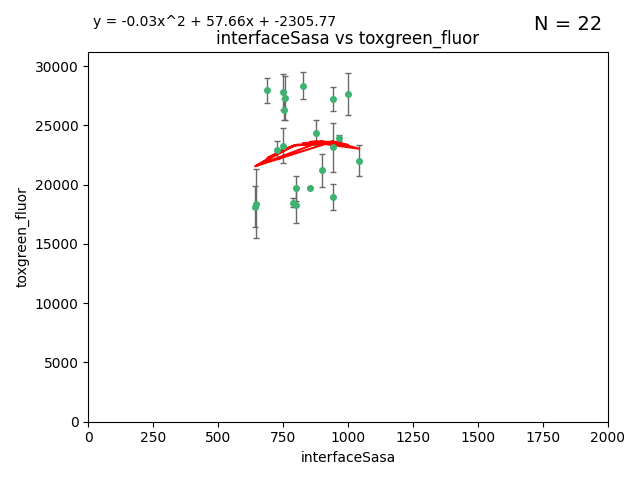 y = -0.03x^2 + 57.66x + -2305.77
N = 22
interfaceSasa vs toxgreen_fluor
toxgreen_fluor
30000
25000
20000
15000
10000
5000
0
0 250 500 750 1000 1250 1500 1750 2000
interfaceSasa